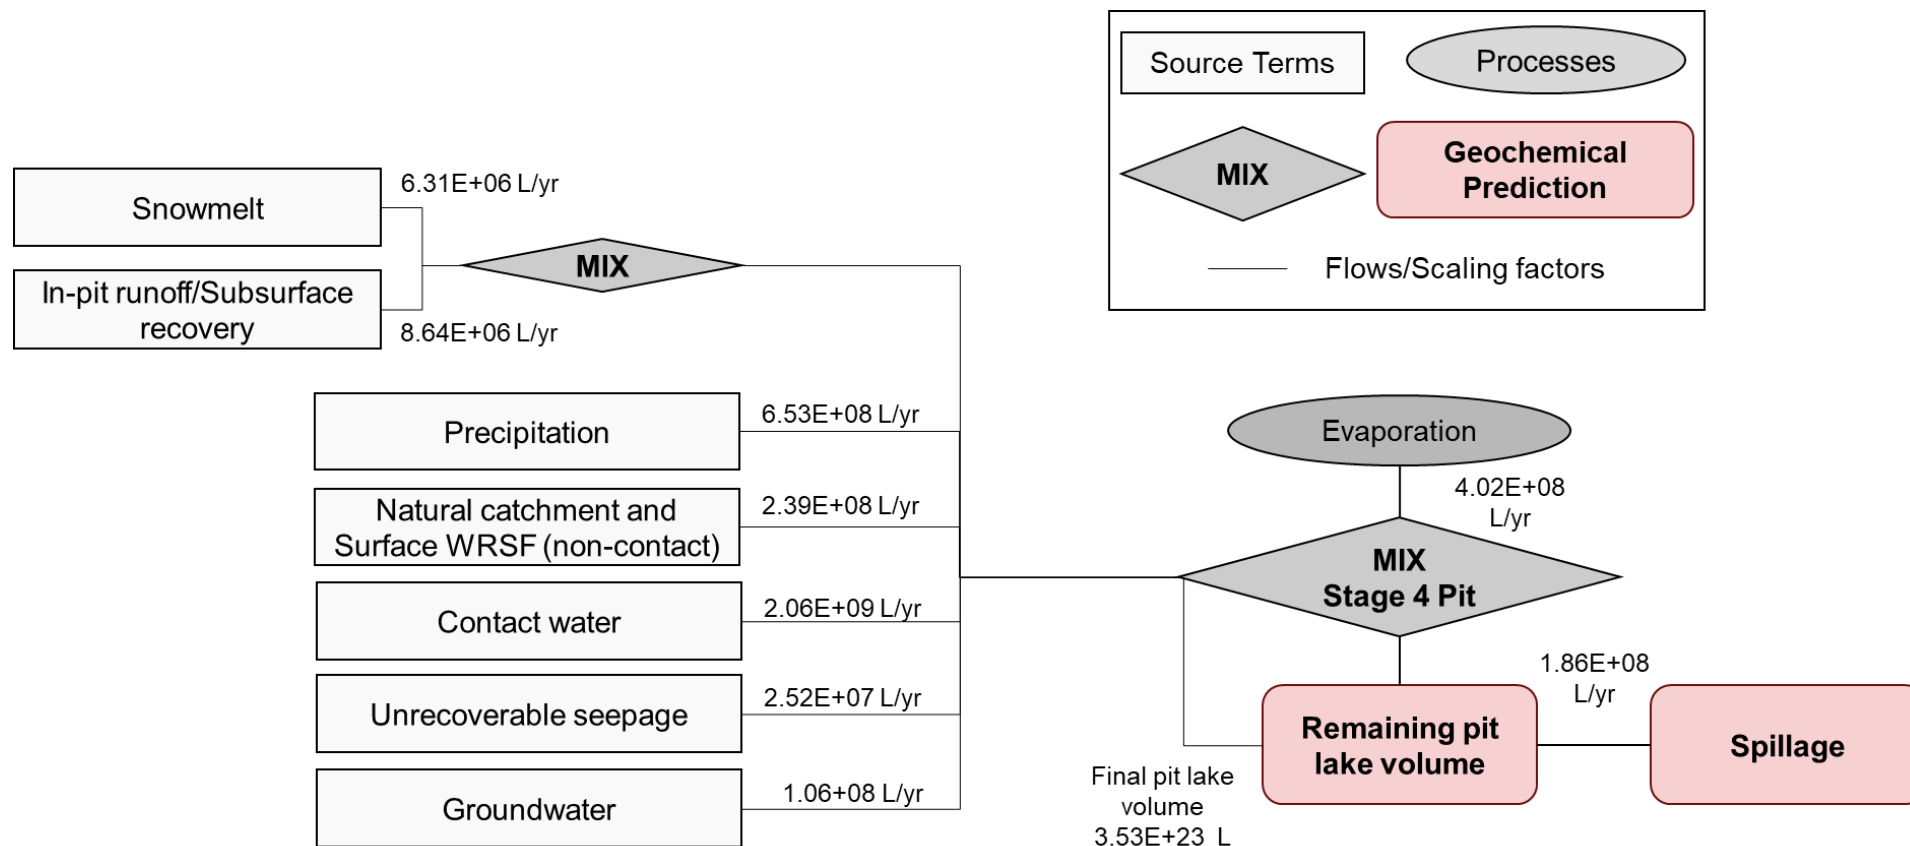 Source Terms
Processes
MIX
Geochemical
Prediction
Flows/Scaling factors
Snowmelt
6.31E+06 L/yr
In-pit runoff/Subsurface
recovery
8.64E+06 L/yr
MIX
Precipitation
6.53E+08 L/yr
Natural catchment and
Surface WRSF (non-contact)
2.39E+08 L/yr
Contact water
2.06E+09 L/yr
Unrecoverable seepage
2.52E+07 L/yr
Groundwater
1.06+08 L/yr
Evaporation
4.02E+08
L/yr
MIX
Stage 4 Pit
Remaining pit
lake volume
1.86E+08
L/yr
Spillage
Final pit lake
volume
3.53E+23 L